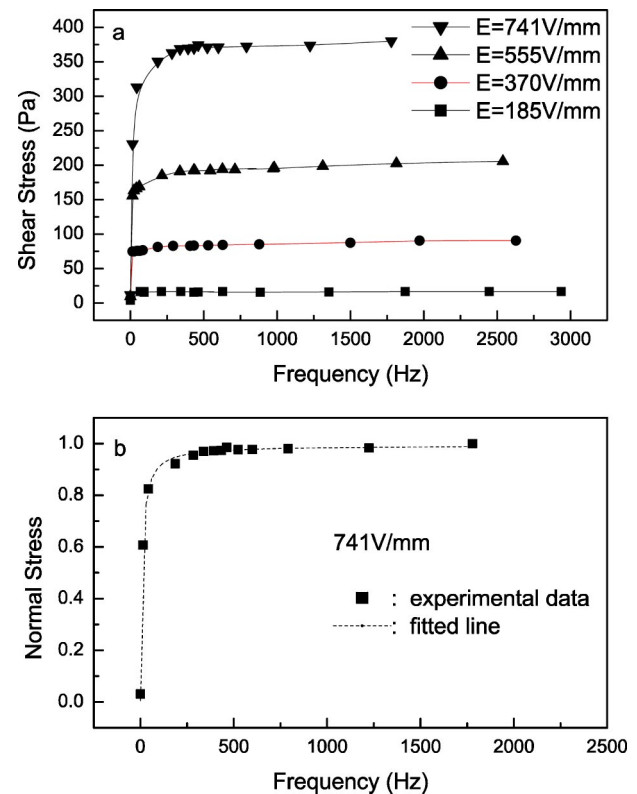 a
E=741V/mm
E=555V/mm
E=370V/mm
E=185V/mm
Shear Stress (Pa)
400
350
300
250
200
150
100
50
0
0 500 1000 1500 2000 2500 3000
Frequency (Hz)
b
Normal Stress
1.0
0.8
0.6
0.4
0.2
0.0
741V/mm
: experimental data
: fitted line
0 500 1000 1500 2000 2500
Frequency (Hz)